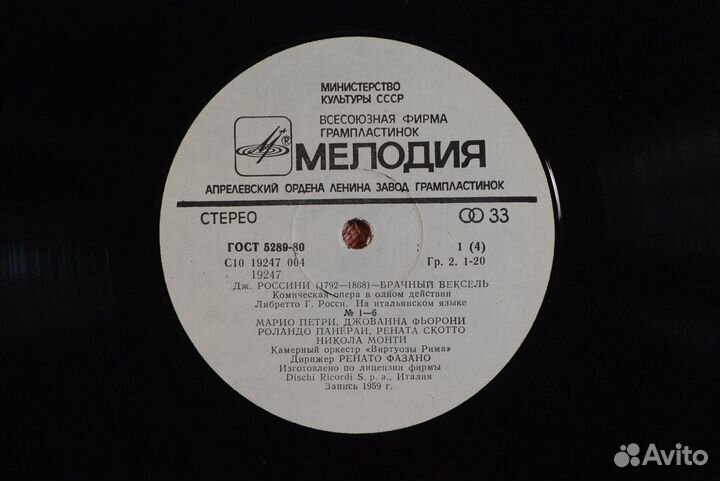 МИНИСТЕРСТВО
КУЛЬТУРЫ СССР
ВСЕСОЮЗНАЯ ФИРМА
ГРАМПЛАСТИНОК
® МЕЛОДИЯ
АПРЕЛЕВСКИЙ ОРДЕНА ЛЕНИНА ЗАВОД ГРАМПЛАСТИНОК
СТЕРЕО 33
ГОСТ 5289-80 1 (4)
С10 19247 004 Гр. 2. 1-20
19247
Дж. РОССИНИ (1792—1868)—БРАЧНЫЙ ВЕКСЕЛЬ
Комическая опера в одном действии
Либретто Г. Росси. На итальянском языке
№ 1—6
МАРИО ПЕТРИ, ДЖОВАННА ФЬОРОНИ
РОЛАНДО ПАНЕРАИ, РЕНАТА СКОТТО
НИКОЛА МОНТИ
Камерный оркестр «Виртуозы Рима»
Дирижер РЕНАТО ФАЗАНО
Изготовлено по лицензии фирмы
Dischi Ricordi S. p. a., Италия
Запись 1959 г.
Avito